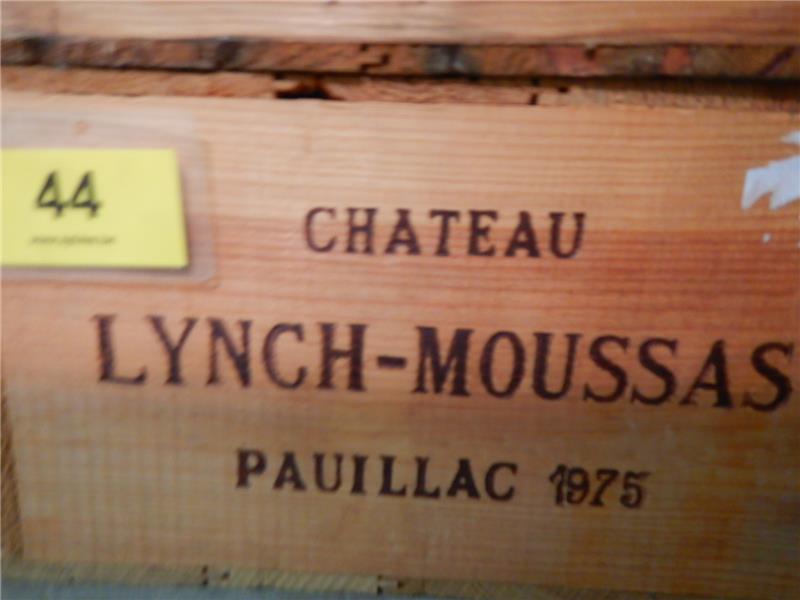 44
CHATEAU
LYNCH-MOUSSAS
PAUILLAC 1975